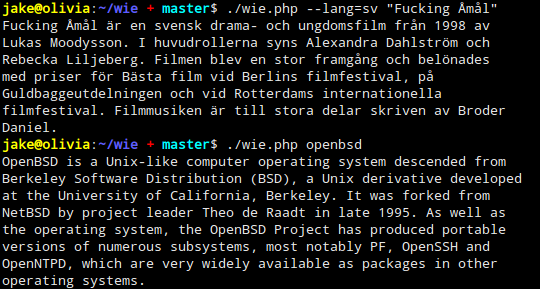 jake@olivia:~/wie + master$ ./wie.php --lang=sv "Fucking Åmål"
Fucking Åmål är en svensk drama- och ungdomsfilm från 1998 av
Lukas Moodysson. I huvudrollerna syns Alexandra Dahlström och
Rebecka Liljeberg. Filmen blev en stor framgång och belönades
med priser för Bästa film vid Berlins filmfestival, på
Guldbaggeutdelningen och vid Rotterdams internationella
filmfestival. Filmmusiken är till stora delar skriven av Broder
Daniel.
jake@olivia:~/wie + master$ ./wie.php openbsd
OpenBSD is a Unix-like computer operating system descended from
Berkeley Software Distribution (BSD), a Unix derivative developed
at the University of California, Berkeley. It was forked from
NetBSD by project leader Theo de Raadt in late 1995. As well as
the operating system, the OpenBSD Project has produced portable
versions of numerous subsystems, most notably PF, OpenSSH and
OpenNTPD, which are very widely available as packages in other
operating systems.